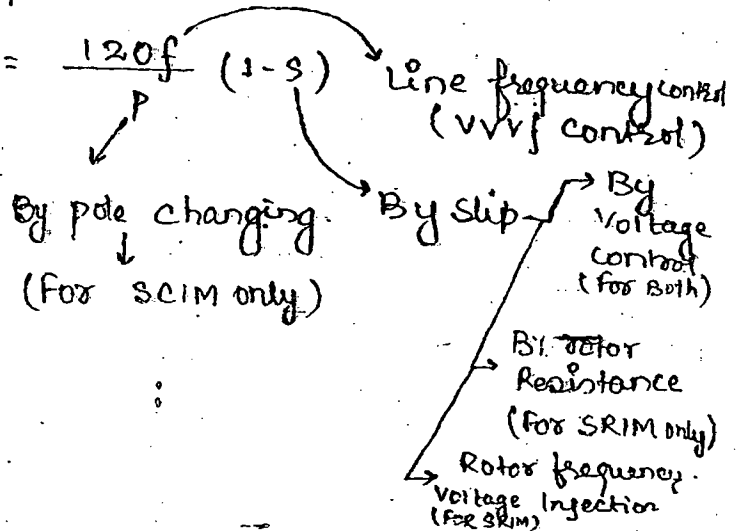 = 120f (1-S)
P
Line frequency control
(VVVf control)
By pole changing.
(For SCIM only)
By Slip
By
Voltage
control
(for Both)
By rotor
Resistance
(For SRIM only)
Rotor frequency.
Voltage Injection
(FOR SRIM)